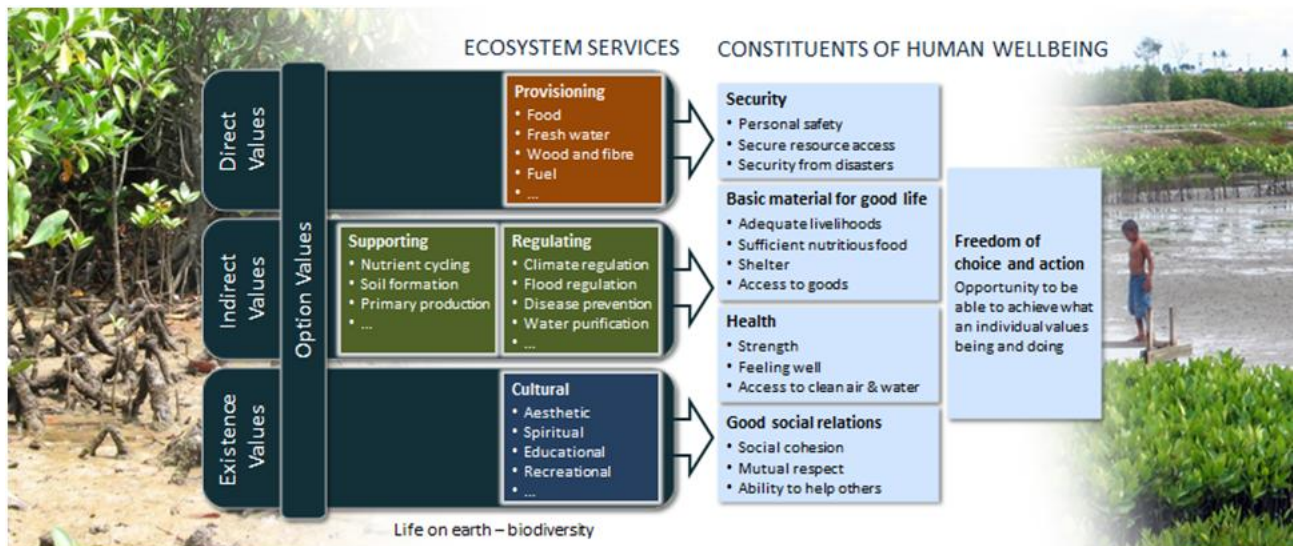 ECOSYSTEM SERVICES
CONSTITUENTS OF HUMAN WELLBEING
Direct
Values
Indirect
Values
Existence
Values
Option Values
Provisioning
• Food
• Fresh water
• Wood and fibre
• Fuel
• ...
Supporting
• Nutrient cycling
• Soil formation
• Primary production
• ...
Regulating
• Climate regulation
• Flood regulation
• Disease prevention
• Water purification
• ...
Cultural
• Aesthetic
• Spiritual
• Educational
• Recreational
• ...
Life on earth – biodiversity
Security
• Personal safety
• Secure resource access
• Security from disasters
Basic material for good life
• Adequate livelihoods
• Sufficient nutritious food
• Shelter
• Access to goods
Health
• Strength
• Feeling well
• Access to clean air & water
Good social relations
• Social cohesion
• Mutual respect
• Ability to help others
Freedom of
choice and action
Opportunity to be
able to achieve what
an individual values
being and doing